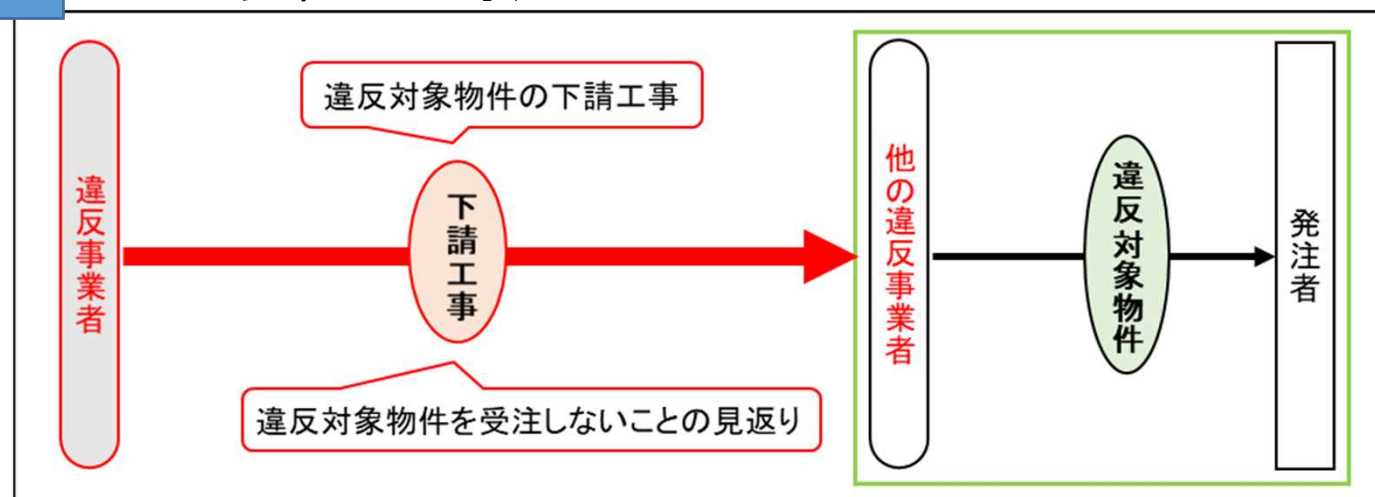 違反対象物件の下請工事
違反事業者
下請工事
他の違反事業者
違反対象物件
発注者
違反対象物件を受注しないことの見返り